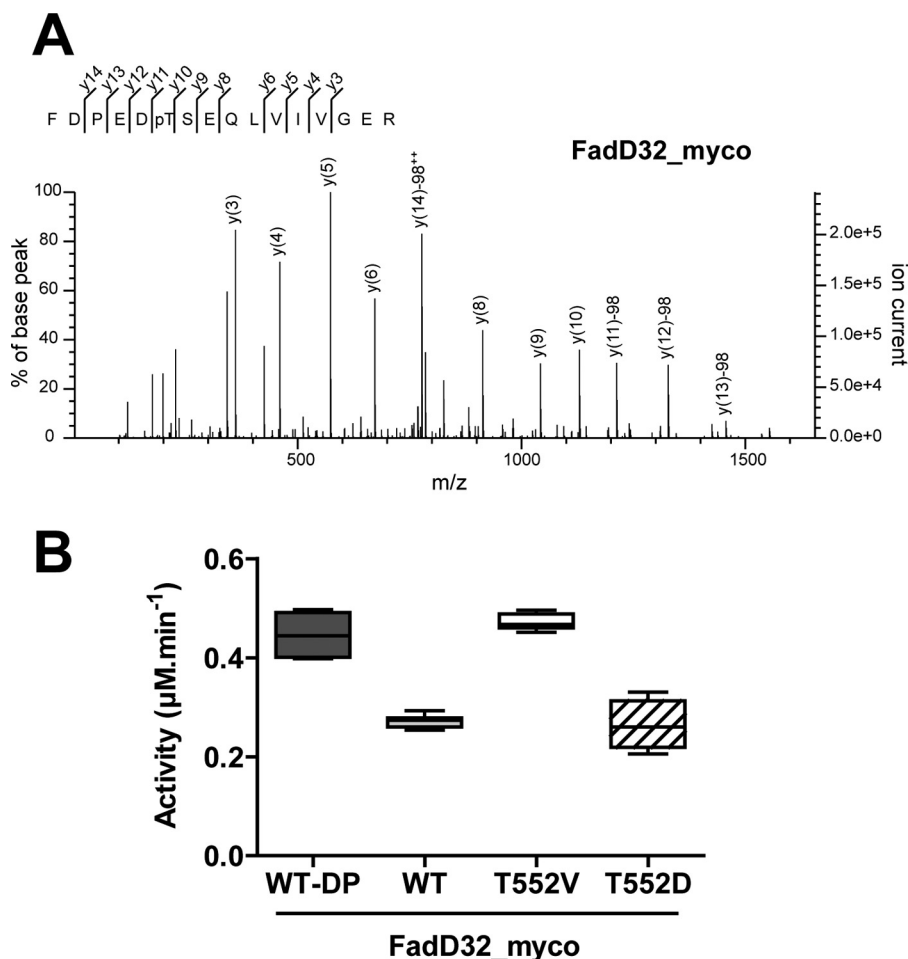 A
y14 y13 y12 y11 y10 y9 y8 y6 y5 y4 y3
F D P E D pT S E Q L V I V G E R
FadD32_myco
y(3)
y(4)
y(5)
y(6)
y(14)-98++
y(8)
y(9)
y(10)
y(11)-98
y(12)-98
y(13)-98
% of base peak
100
80
60
40
20
0
2.0e+5
1.5e+5
1.0e+5
5.0e+4
0.0e+0
ion current
500 1000 1500
m/z
B
Activity (µM.min-1)
0.6
0.4
0.2
0.0
WT-DP WT T552V T552D
FadD32_myco